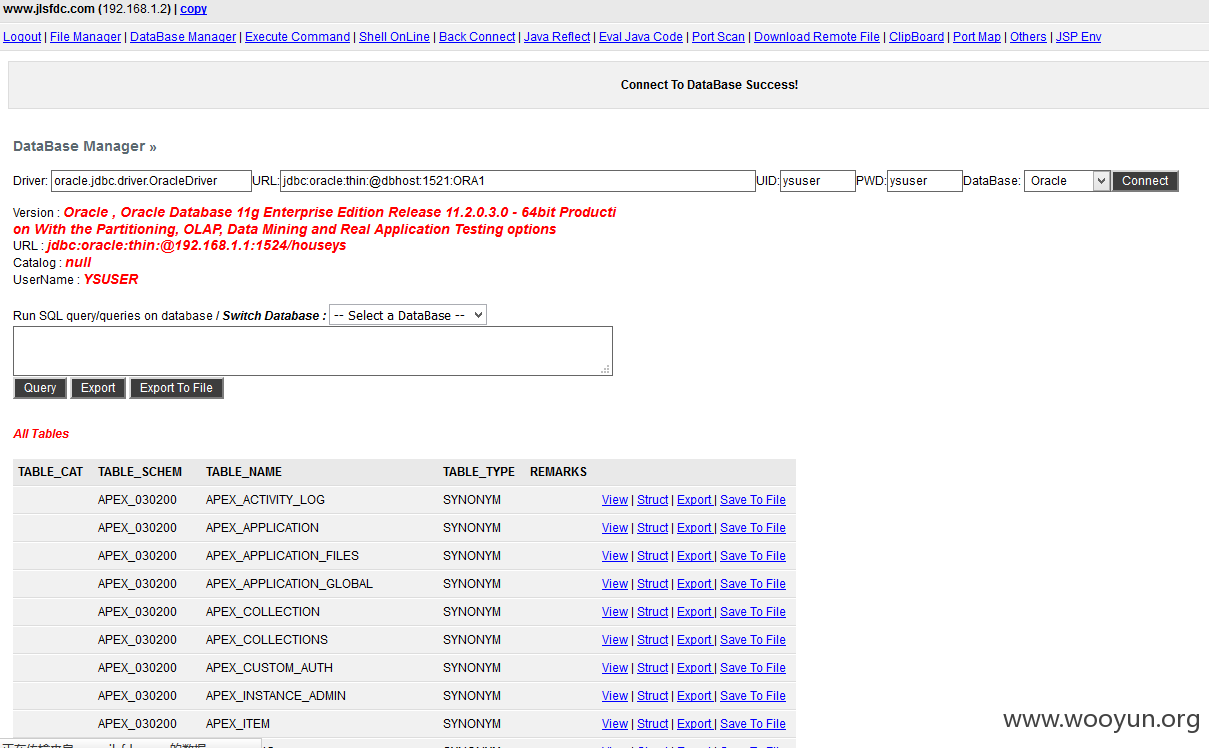 www.jlsfdc.com (192.168.1.2) | copy
Logout | File Manager | DataBase Manager | Execute Command | Shell OnLine | Back Connect | Java Reflect | Eval Java Code | Port Scan | Download Remote File | ClipBoard | Port Map | Others | JSP Env
Connect To DataBase Success!
DataBase Manager »
Driver: oracle.jdbc.driver.OracleDriver URL: jdbc:oracle:thin:@dbhost:1521:ORA1 UID: ysuser PWD: ysuser DataBase: Oracle Connect
Version : Oracle , Oracle Database 11g Enterprise Edition Release 11.2.0.3.0 - 64bit Producti
on With the Partitioning, OLAP, Data Mining and Real Application Testing options
URL : jdbc:oracle:thin:@192.168.1.1:1524/houseys
Catalog : null
UserName : YSUSER
Run SQL query/queries on database / Switch Database : -- Select a DataBase --
Query Export Export To File
All Tables
TABLE_CAT TABLE_SCHEM TABLE_NAME TABLE_TYPE REMARKS
APEX_030200 APEX_ACTIVITY_LOG SYNONYM View | Struct | Export | Save To File
APEX_030200 APEX_APPLICATION SYNONYM View | Struct | Export | Save To File
APEX_030200 APEX_APPLICATION_FILES SYNONYM View | Struct | Export | Save To File
APEX_030200 APEX_APPLICATION_GLOBAL SYNONYM View | Struct | Export | Save To File
APEX_030200 APEX_COLLECTION SYNONYM View | Struct | Export | Save To File
APEX_030200 APEX_COLLECTIONS SYNONYM View | Struct | Export | Save To File
APEX_030200 APEX_CUSTOM_AUTH SYNONYM View | Struct | Export | Save To File
APEX_030200 APEX_INSTANCE_ADMIN SYNONYM View | Struct | Export | Save To File
APEX_030200 APEX_ITEM SYNONYM View | Struct | Export | Save To File
www.wooyun.org